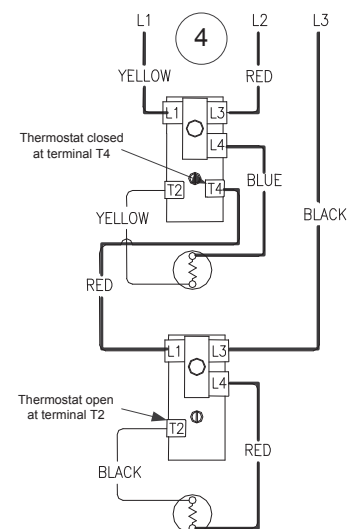 L1 4 L2 L3
YELLOW RED
L1 L3
Thermostat closed
at terminal T4
L4
T2 T4
BLUE
BLACK
YELLOW
RED
L1 L3
L4
Thermostat open
at terminal T2
T2
RED
BLACK